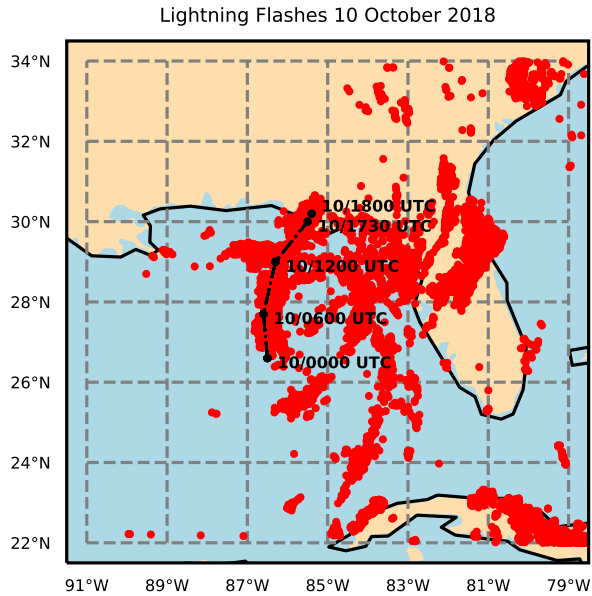 Lightning Flashes 10 October 2018
34°N
32°N
30°N
28°N
26°N
24°N
22°N
10/1800 UTC
10/1730 UTC
10/1200 UTC
10/0600 UTC
10/0000 UTC
91°W
89°W
87°W
85°W
83°W
81°W
79°W